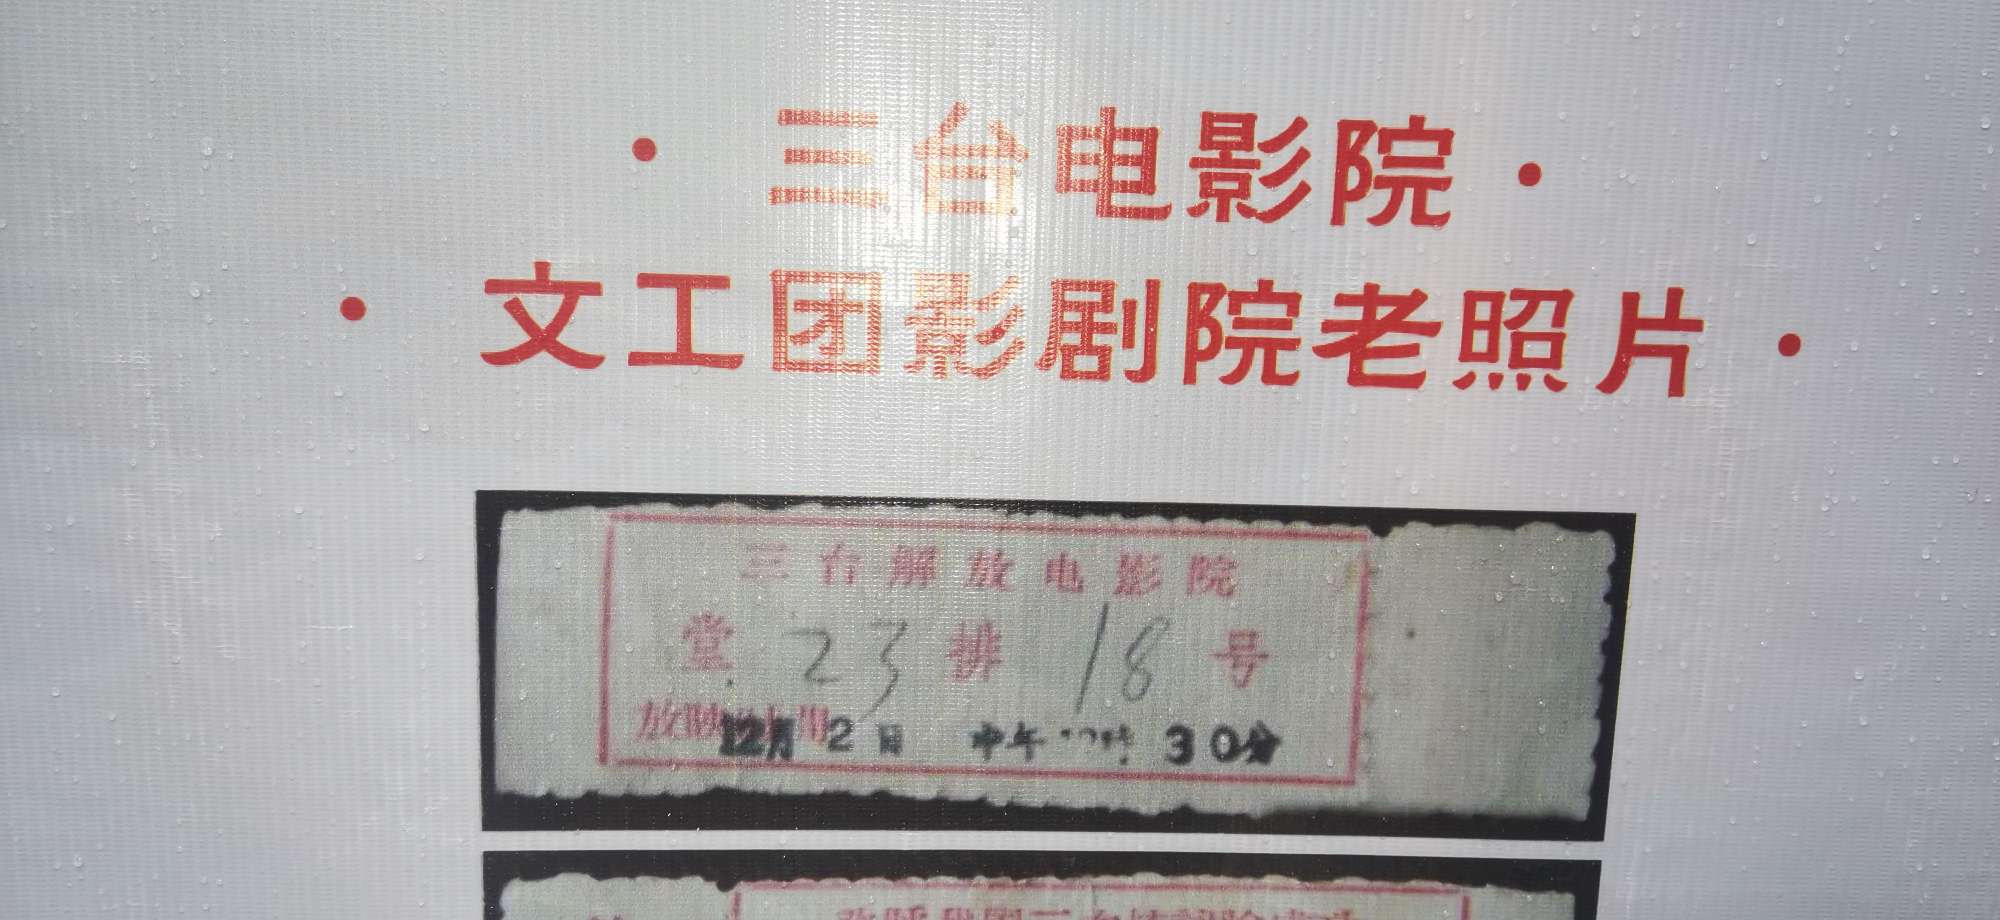 ·三台电影院·
·文工团影剧院老照片·
三台解放电影院
堂 23 排 18 号
12月2日 中午 时30分